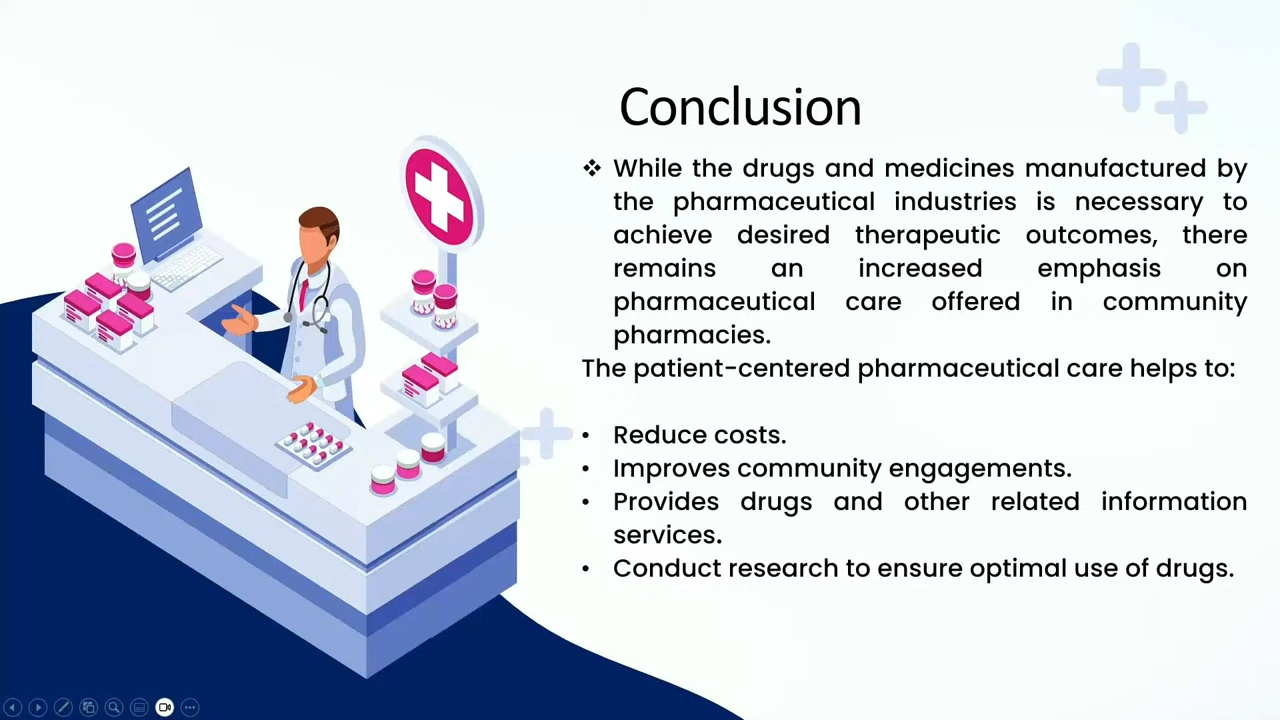 Conclusion
❖ While the drugs and medicines manufactured by
the pharmaceutical industries is necessary to
achieve desired therapeutic outcomes, there
remains an increased emphasis on
pharmaceutical care offered in community
pharmacies.
The patient-centered pharmaceutical care helps to:
• Reduce costs.
• Improves community engagements.
• Provides drugs and other related information
services.
• Conduct research to ensure optimal use of drugs.